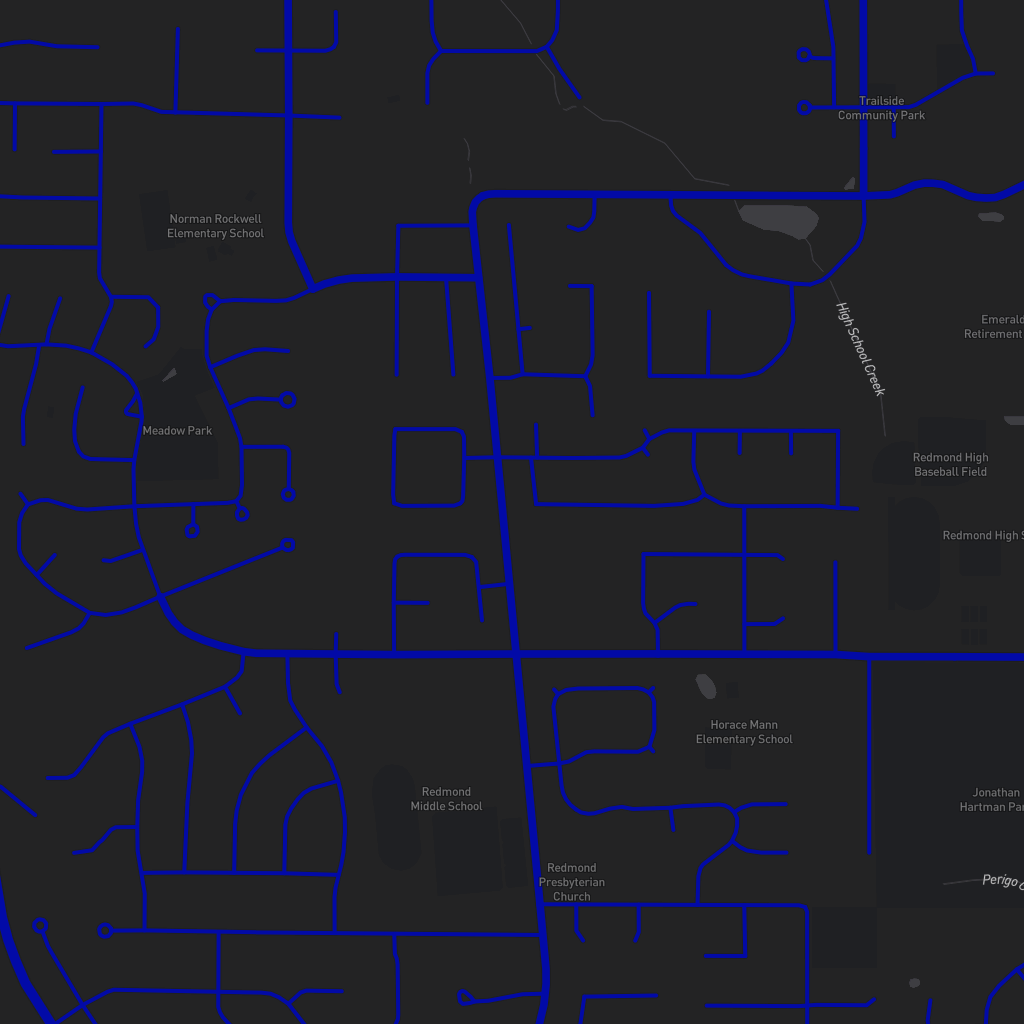 Trailside
Community Park
Norman Rockwell
Elementary School
Emerald
Retirement
High School Creek
Meadow Park
Redmond High
Baseball Field
Redmond High S
Horace Mann
Elementary School
Redmond
Middle School
Jonathan
Hartman Par
Redmond
Presbyterian
Church
Perigo